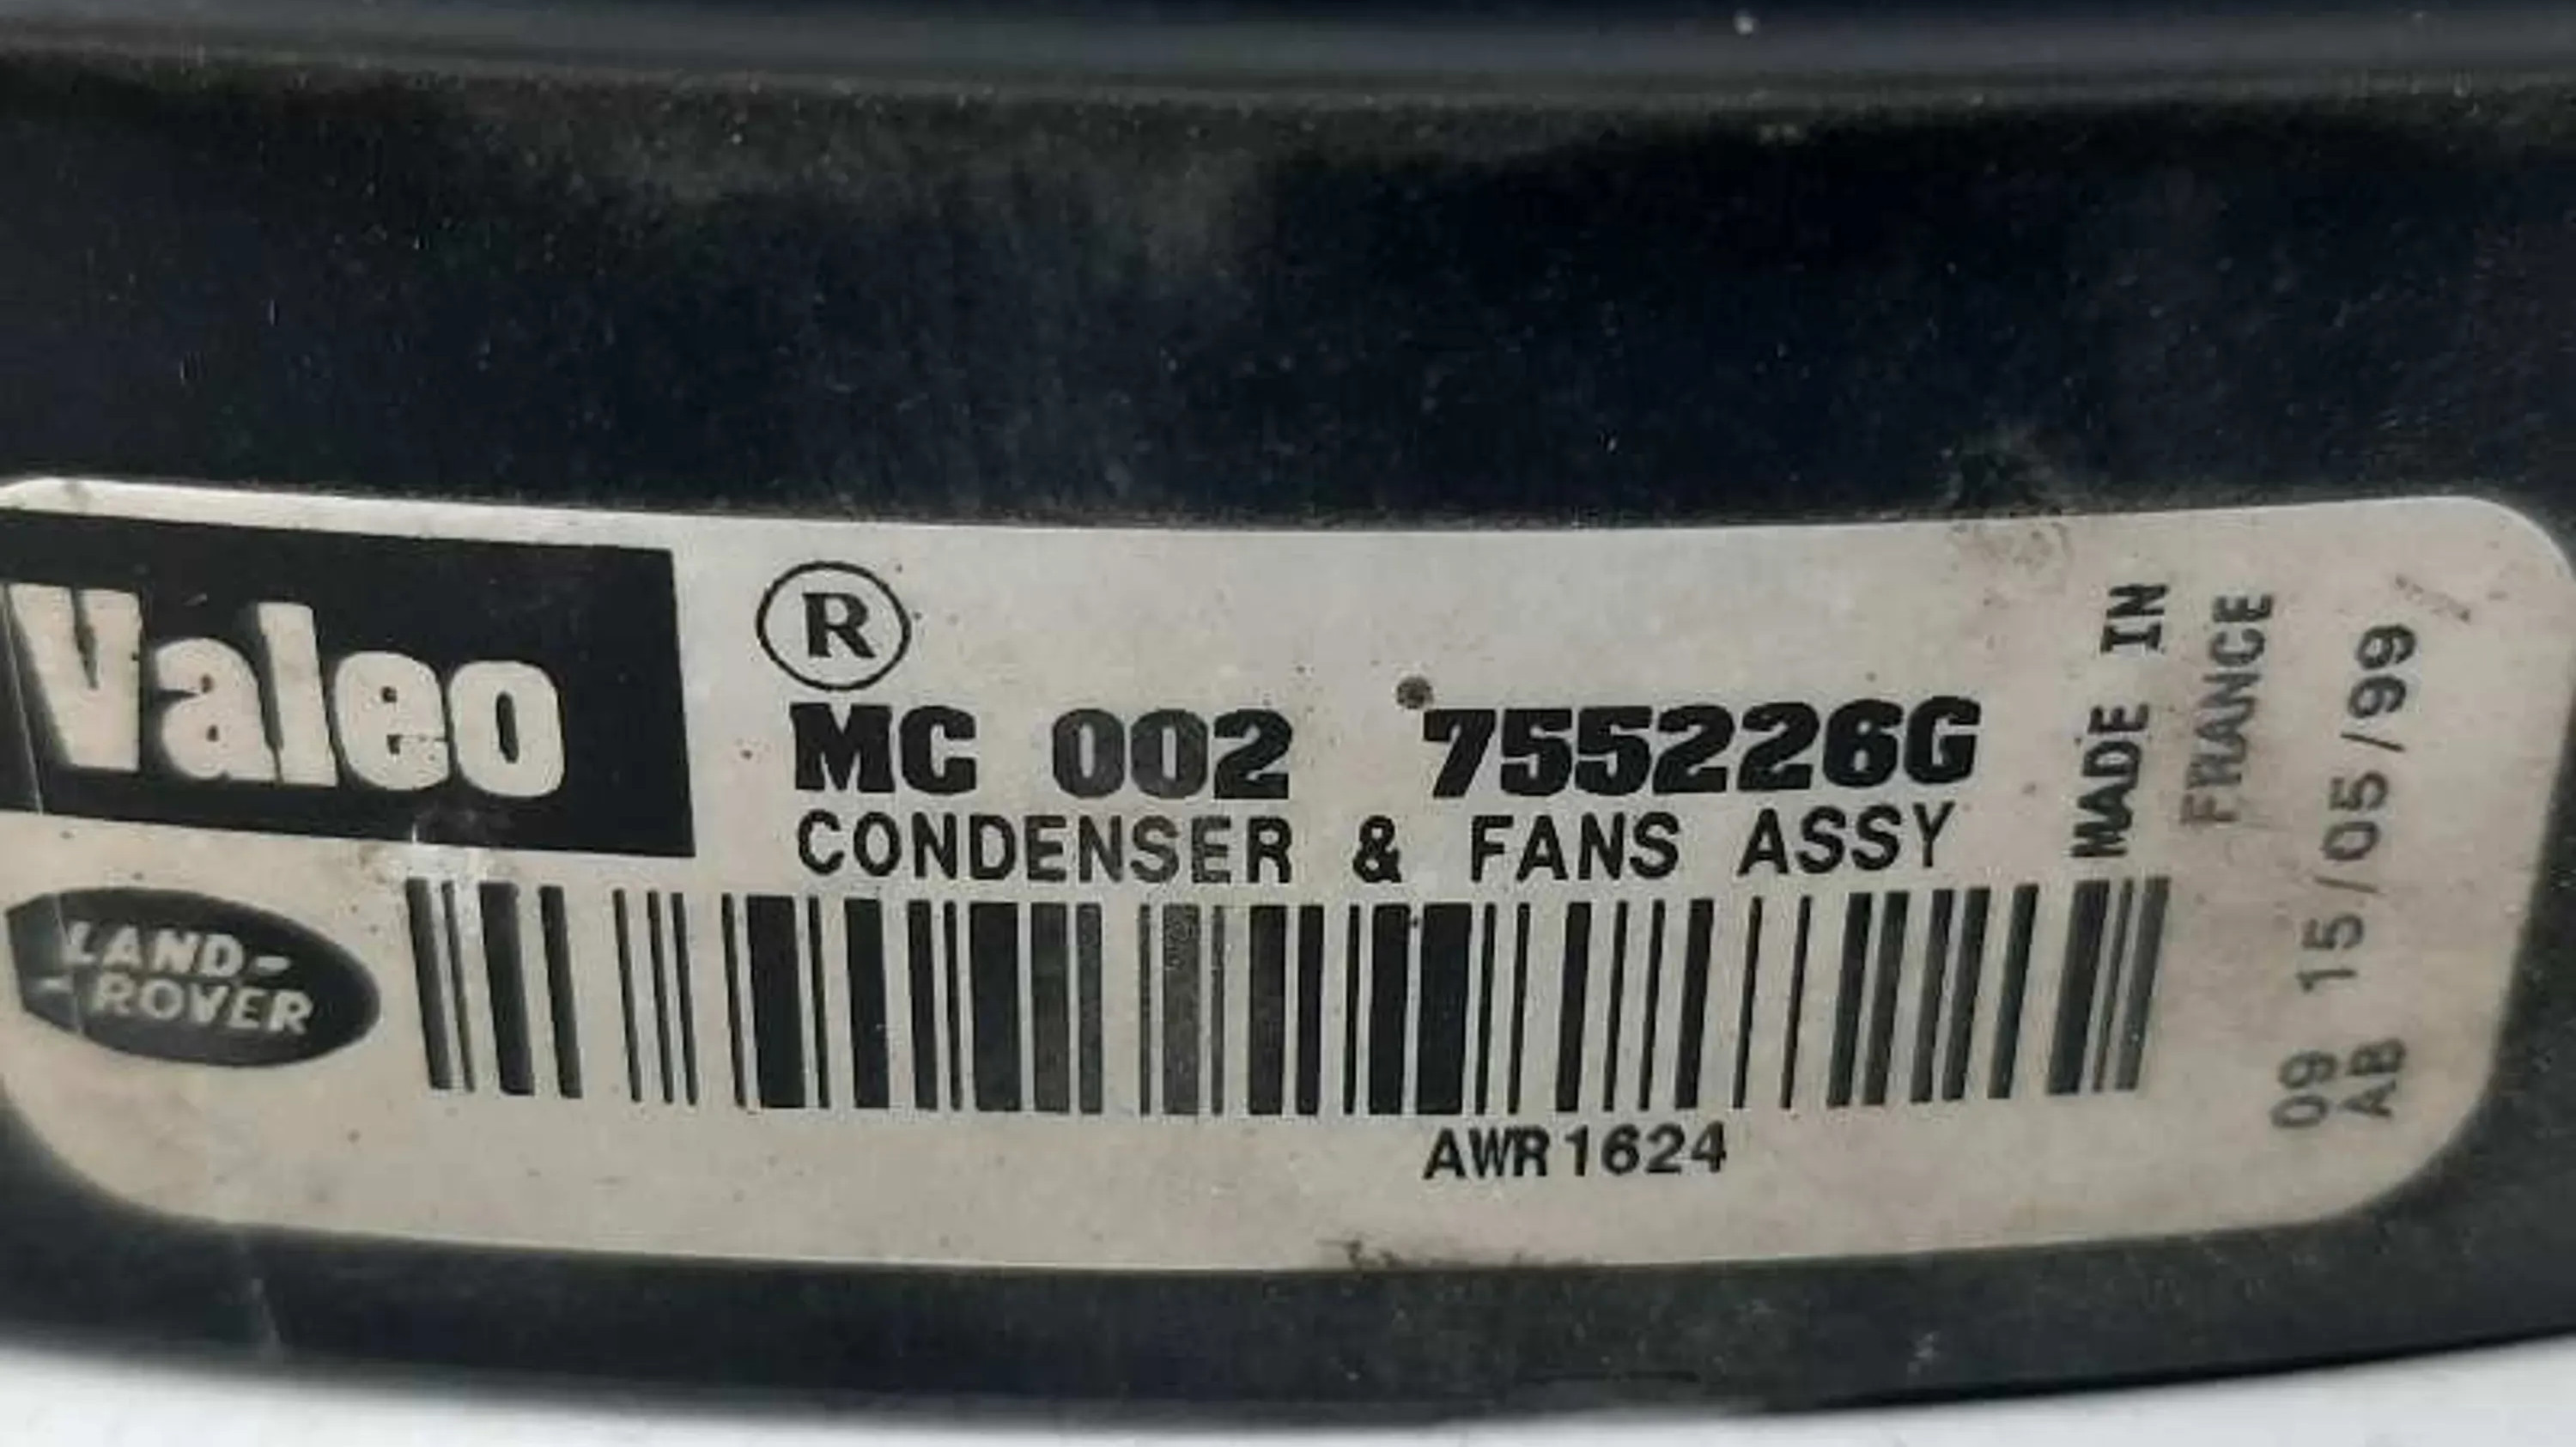 Valeo
®
MC 002 755226G
CONDENSER & FANS ASSY
LAND-
-ROVER
AWR1624
MADE IN
FRANCE
09 15/05/99
AB